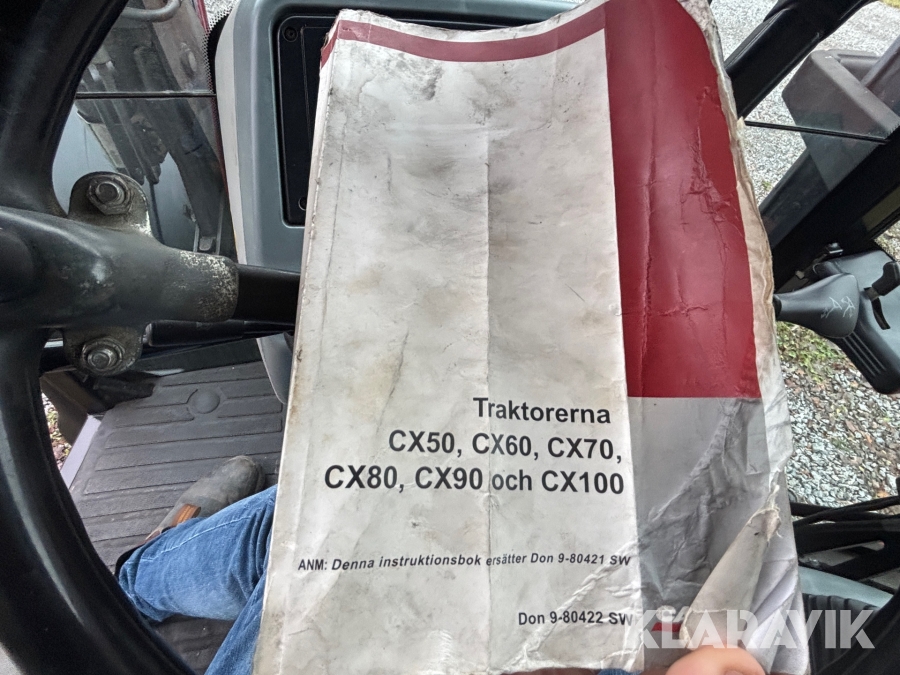 Traktorerna
CX50, CX60, CX70,
CX80, CX90 och CX100
ANM: Denna instruktionsbok ersätter Don 9-80421 SW
Don 9-80422 SW
KLARAVIK